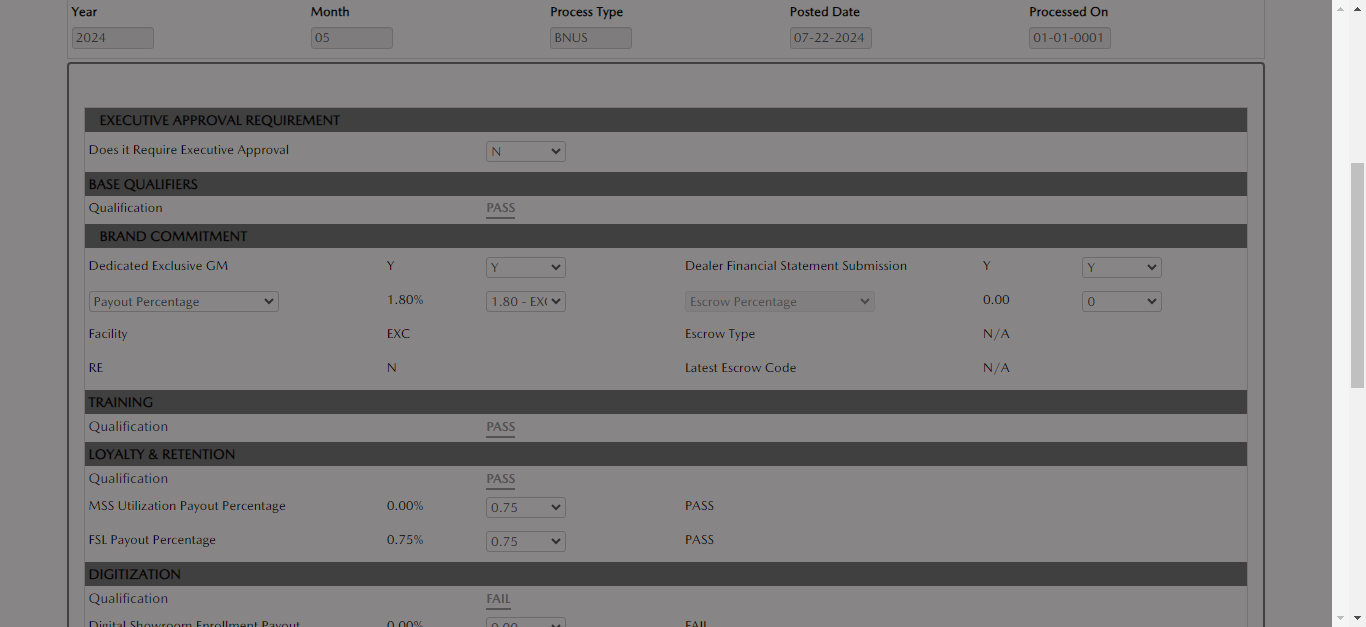 Year Month Process Type Posted Date Processed On
2024 05 BNUS 07-22-2024 01-01-0001
EXECUTIVE APPROVAL REQUIREMENT
Does it Require Executive Approval N
BASE QUALIFIERS
Qualification PASS
BRAND COMMITMENT
Dedicated Exclusive GM Y Y Dealer Financial Statement Submission Y Y
Payout Percentage 1.80% 1.80 - EX Escrow Percentage 0.00 0
Facility EXC Escrow Type N/A
RE N Latest Escrow Code N/A
TRAINING
Qualification PASS
LOYALTY & RETENTION
Qualification PASS
MSS Utilization Payout Percentage 0.00% 0.75 PASS
FSL Payout Percentage 0.75% 0.75 PASS
DIGITIZATION
Qualification FAIL
Digital Showroom Enrollment Payout 0.00% 0.00 FAIL